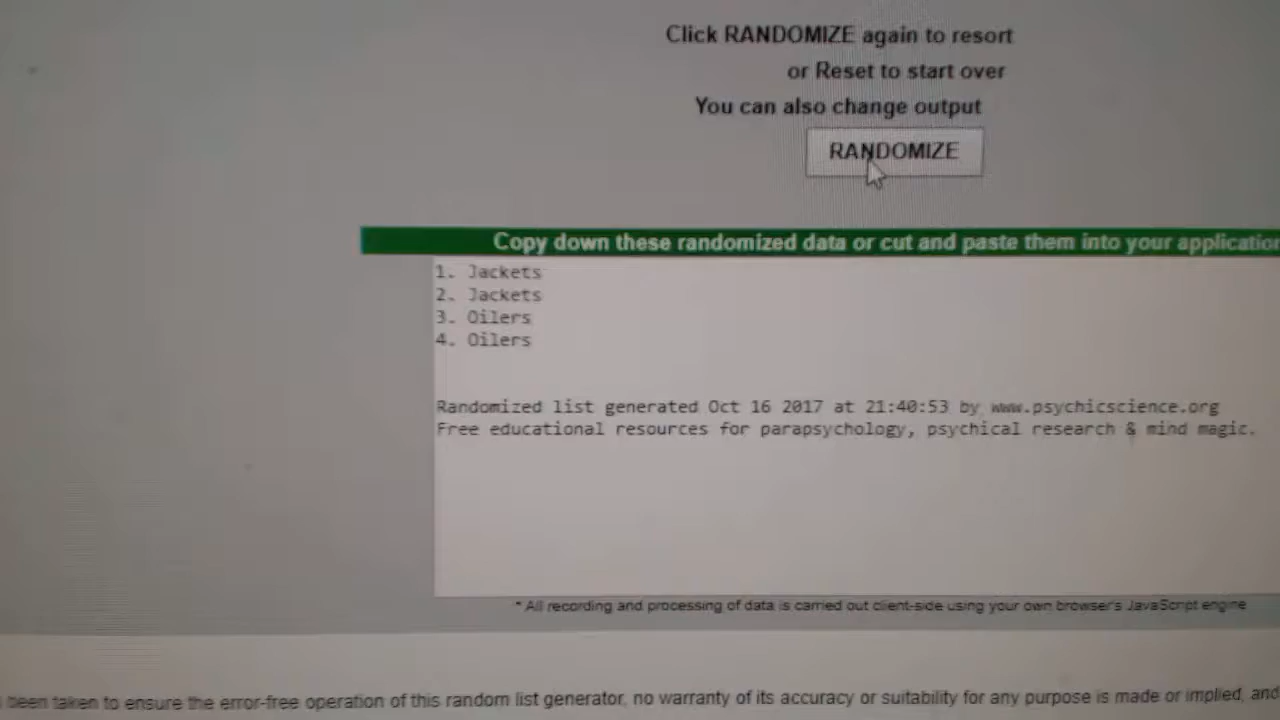 Click RANDOMIZE again to resort
or Reset to start over
You can also change output
RANDOMIZE
Copy down these randomized data or cut and paste them into your application
1. Jackets
2. Jackets
3. Oilers
4. Oilers
Randomized list generated Oct 16 2017 at 21:40:53 by www.psychicscience.org
Free educational resources for parapsychology, psychical research & mind magic.
* All recording and processing of data is carried out client-side using your own browser's JavaScript engine
been taken to ensure the error-free operation of this random list generator, no warranty of its accuracy or suitability for any purpose is made or implied, and